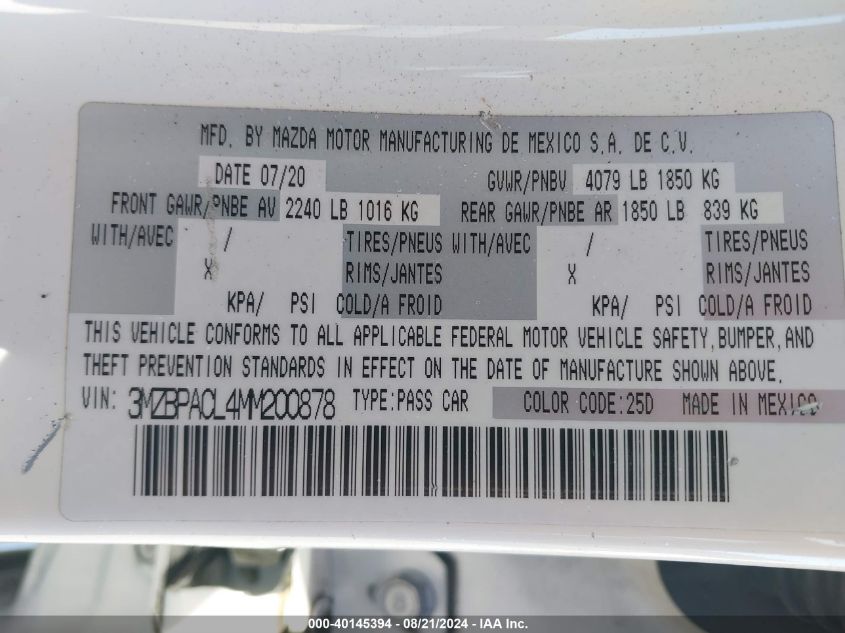 MFD. BY MAZDA MOTOR MANUFACTURING DE MEXICO S.A. DE C.V.
DATE 07/20 GVWR/PNBV 4079 LB 1850 KG
FRONT GAWR/PNBE AV 2240 LB 1016 KG REAR GAWR/PNBE AR 1850 LB 839 KG
WITH/AVEC / TIRES/PNEUS WITH/AVEC / TIRES/PNEUS
X RIMS/JANTES X RIMS/JANTES
KPA/ PSI COLD/A FROID KPA/ PSI COLD/A FROID
THIS VEHICLE CONFORMS TO ALL APPLICABLE FEDERAL MOTOR VEHICLE SAFETY,BUMPER,AND
THEFT PREVENTION STANDARDS IN EFFECT ON THE DATE OF MANUFACTURE SHOWN ABOVE.
VIN: 3MZBPACL4MM200878 TYPE:PASS CAR COLOR CODE:25D MADE IN MEXICO
000-40145394 - 08/21/2024 - IAA Inc.